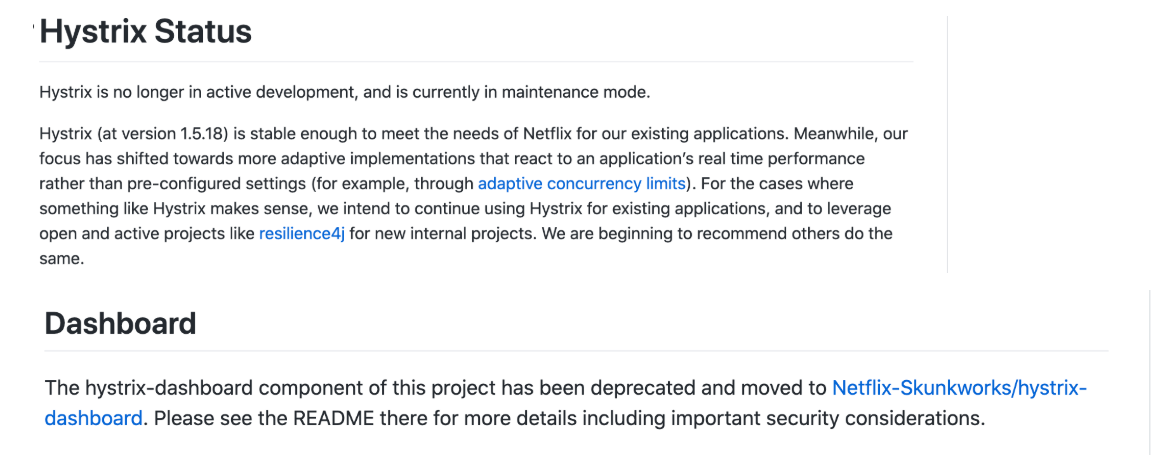 Hystrix Status
Hystrix is no longer in active development, and is currently in maintenance mode.
Hystrix (at version 1.5.18) is stable enough to meet the needs of Netflix for our existing applications. Meanwhile, our
focus has shifted towards more adaptive implementations that react to an application’s real time performance
rather than pre-configured settings (for example, through adaptive concurrency limits). For the cases where
something like Hystrix makes sense, we intend to continue using Hystrix for existing applications, and to leverage
open and active projects like resilience4j for new internal projects. We are beginning to recommend others do the
same.
Dashboard
The hystrix-dashboard component of this project has been deprecated and moved to Netflix-Skunkworks/hystrix-
dashboard. Please see the README there for more details including important security considerations.